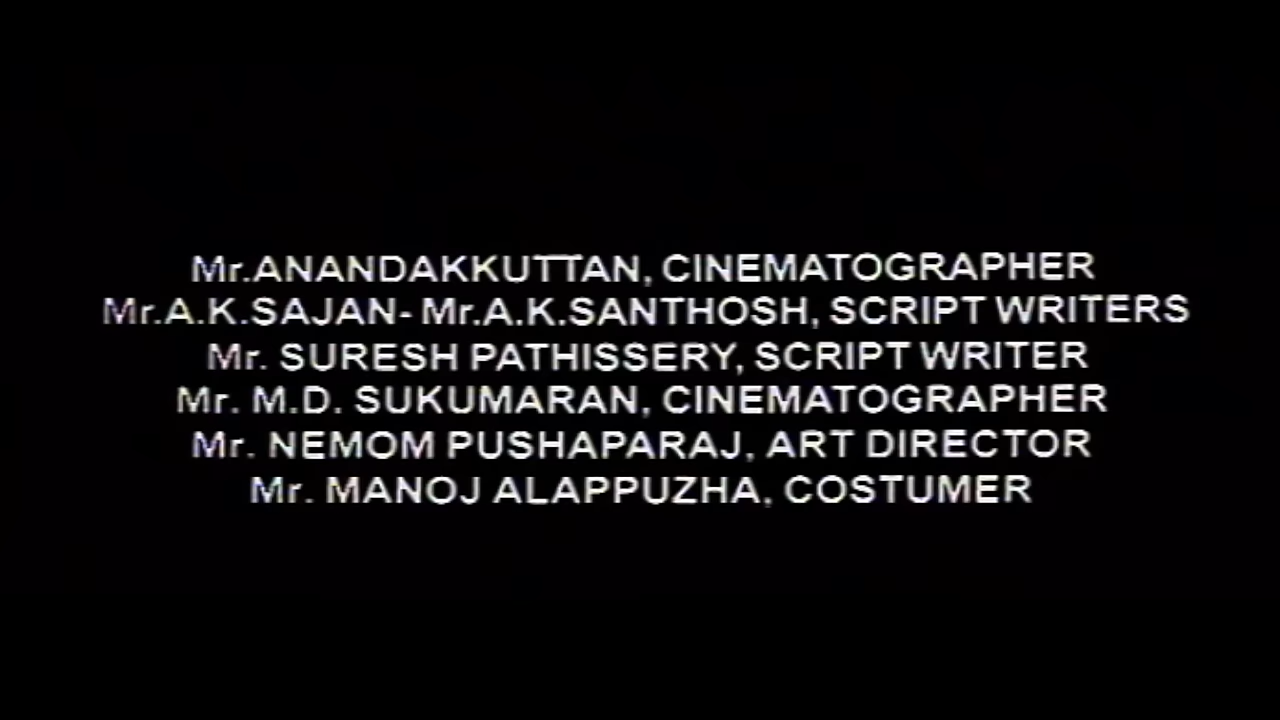 Mr.ANANDAKKUTTAN, CINEMATOGRAPHER
Mr.A.K.SAJAN- Mr.A.K.SANTHOSH, SCRIPT WRITERS
Mr. SURESH PATHISSERY, SCRIPT WRITER
Mr. M.D. SUKUMARAN, CINEMATOGRAPHER
Mr. NEMOM PUSHAPARAJ, ART DIRECTOR
Mr. MANOJ ALAPPUZHA, COSTUMER